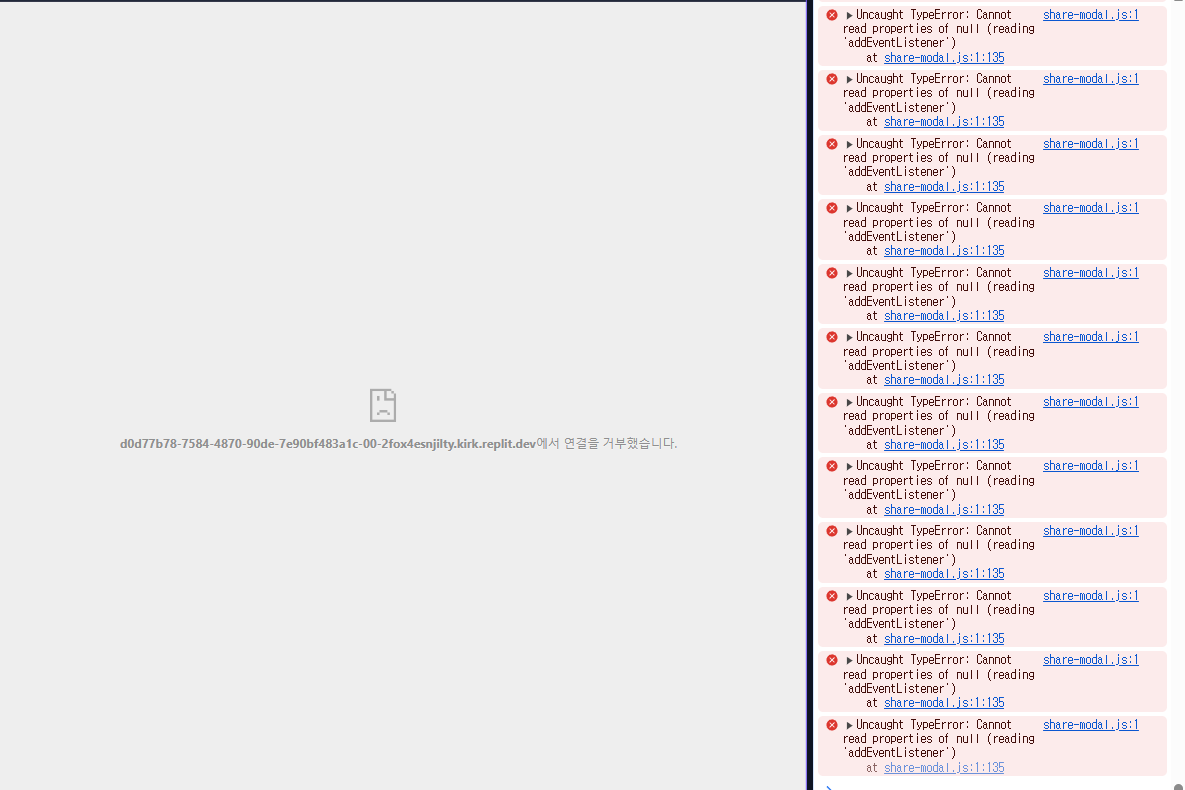 d0d77b78-7584-4870-90de-7e90bf483a1c-00-2fox4esnjilty.kirk.replit.dev에서 연결을 거부했습니다.
Uncaught TypeError: Cannot share-modal.js:1
read properties of null (reading
'addEventListener')
at share-modal.js:1:135
Uncaught TypeError: Cannot share-modal.js:1
read properties of null (reading
'addEventListener')
at share-modal.js:1:135
Uncaught TypeError: Cannot share-modal.js:1
read properties of null (reading
'addEventListener')
at share-modal.js:1:135
Uncaught TypeError: Cannot share-modal.js:1
read properties of null (reading
'addEventListener')
at share-modal.js:1:135
Uncaught TypeError: Cannot share-modal.js:1
read properties of null (reading
'addEventListener')
at share-modal.js:1:135
Uncaught TypeError: Cannot share-modal.js:1
read properties of null (reading
'addEventListener')
at share-modal.js:1:135
Uncaught TypeError: Cannot share-modal.js:1
read properties of null (reading
'addEventListener')
at share-modal.js:1:135
Uncaught TypeError: Cannot share-modal.js:1
read properties of null (reading
'addEventListener')
at share-modal.js:1:135
Uncaught TypeError: Cannot share-modal.js:1
read properties of null (reading
'addEventListener')
at share-modal.js:1:135
Uncaught TypeError: Cannot share-modal.js:1
read properties of null (reading
'addEventListener')
at share-modal.js:1:135
Uncaught TypeError: Cannot share-modal.js:1
read properties of null (reading
'addEventListener')
at share-modal.js:1:135
Uncaught TypeError: Cannot share-modal.js:1
read properties of null (reading
'addEventListener')
at share-modal.js:1:135